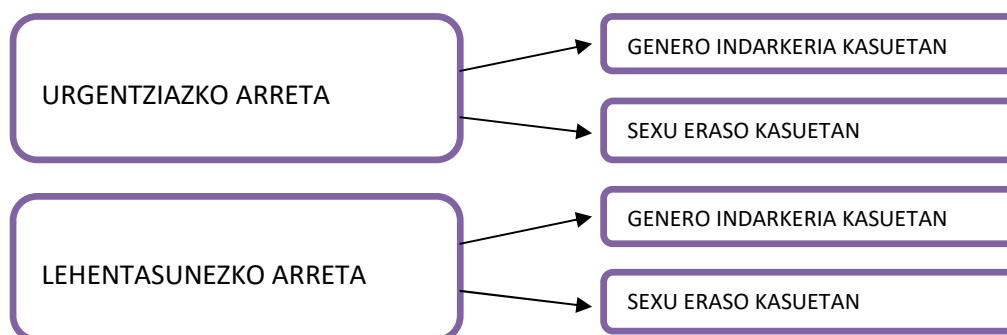 URGENTZIAZKO ARRETA
GENERO INDARKERIA KASUETAN
SEXU ERASO KASUETAN
LEHENTASUNEZKO ARRETA
GENERO INDARKERIA KASUETAN
SEXU ERASO KASUETAN